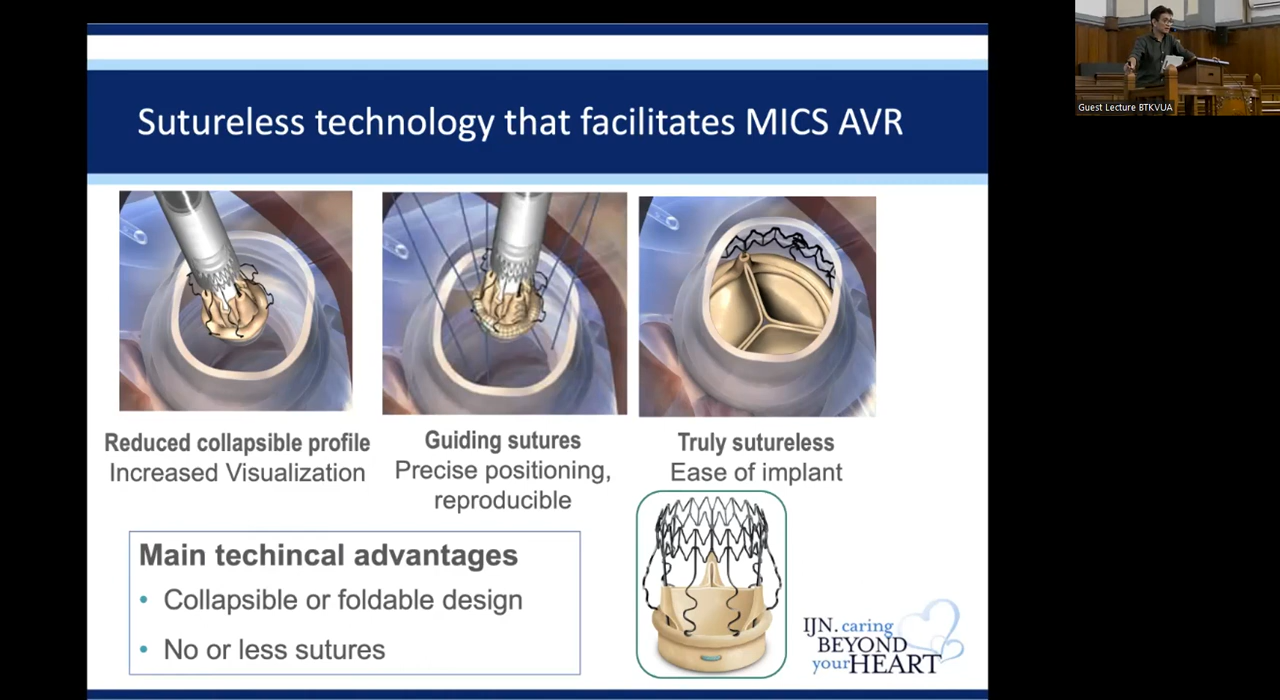 Sutureless technology that facilitates MICS AVR
Guest Lecture BTKVUA
Reduced collapsible profile
Increased Visualization
Guiding sutures
Precise positioning,
reproducible
Truly sutureless
Ease of implant
Main techincal advantages
• Collapsible or foldable design
• No or less sutures
IJN. caring
BEYOND
your HEART